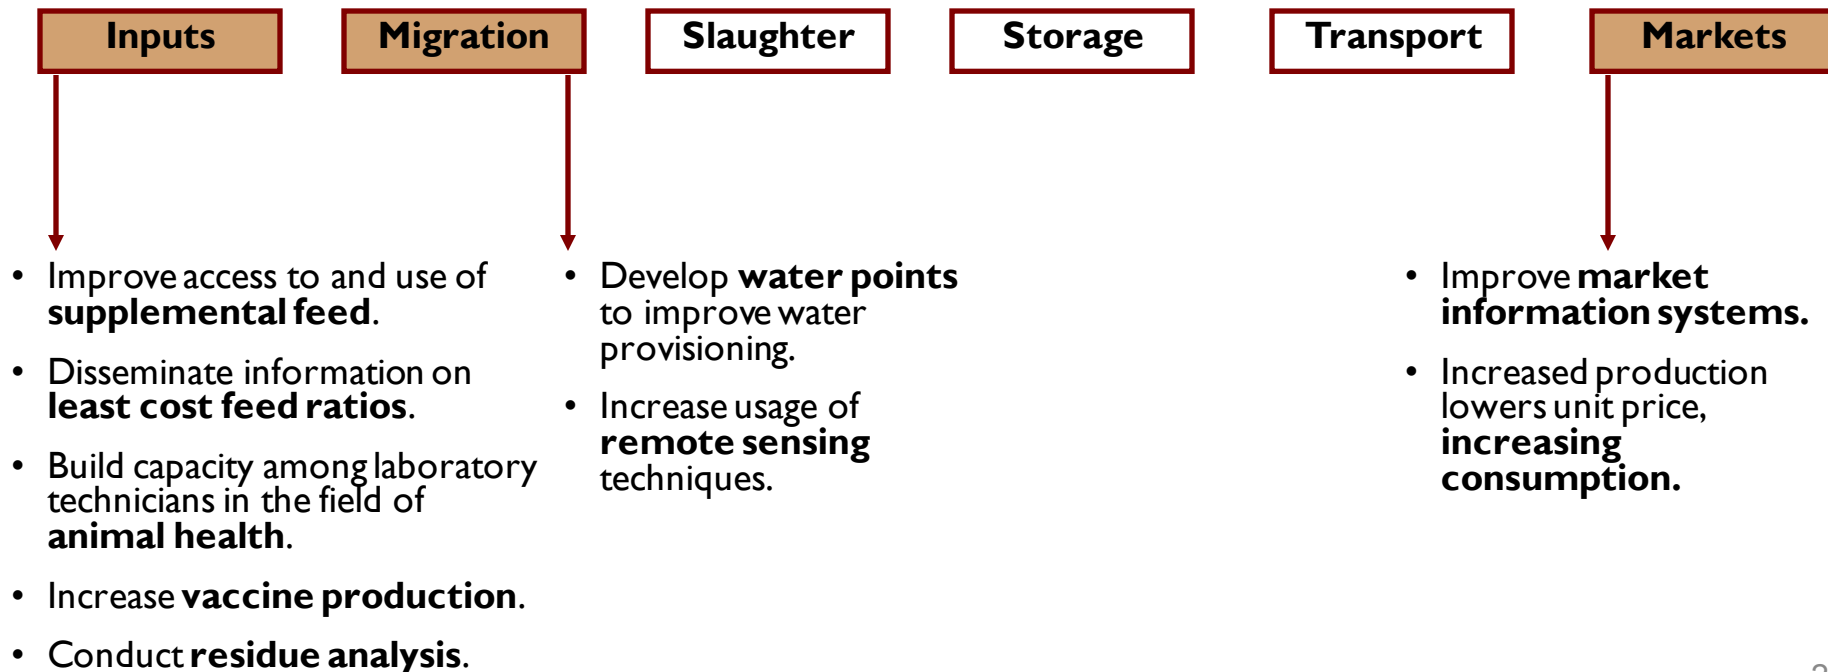 Inputs
Migration
Slaughter
Storage
Transport
Markets
• Improve access to and use of
supplemental feed.
• Disseminate information on
least cost feed ratios.
• Build capacity among laboratory
technicians in the field of
animal health.
• Increase vaccine production.
• Conduct residue analysis.
• Develop water points
to improve water
provisioning.
• Increase usage of
remote sensing
techniques.
• Improve market
information systems.
• Increased production
lowers unit price,
increasing
consumption.